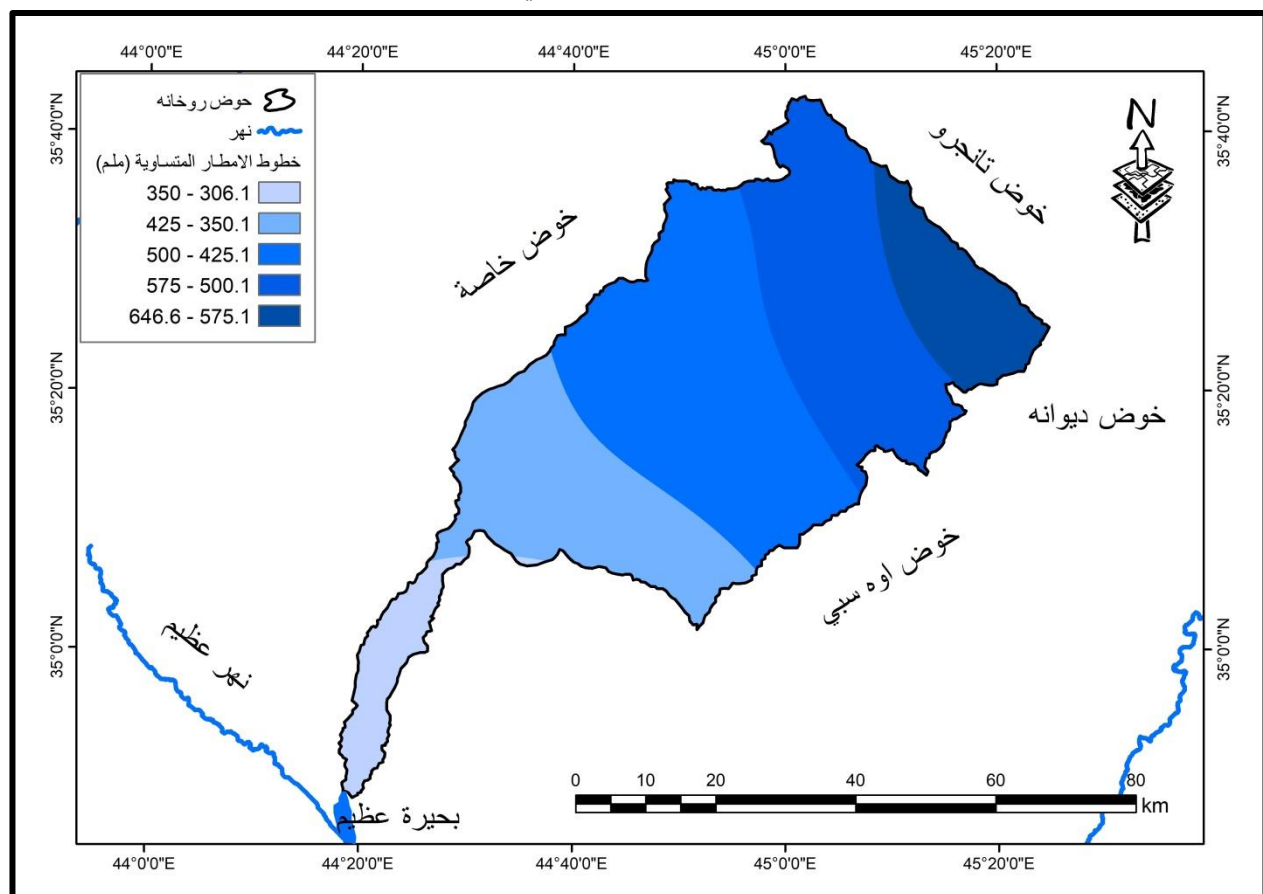 44°0'0"E
44°20'0"E
44°40'0"E
45°0'0"E
45°20'0"E
حوض روخانه
نهر
خطوط الامطار المتساوية (ملم)
350 - 306.1
425 - 350.1
500 - 425.1
575 - 500.1
646.6 - 575.1
N
35°40'0"N
35°40'0"N
خوض تانجرو
خوض خاصة
35°20'0"N
35°20'0"N
خوض ديوانه
خوض اوه سبي
35°0'0"N
35°0'0"N
نهر عظيم
بحيرة عظيم
0 10 20 40 60 80
km
44°0'0"E
44°20'0"E
44°40'0"E
45°0'0"E
45°20'0"E